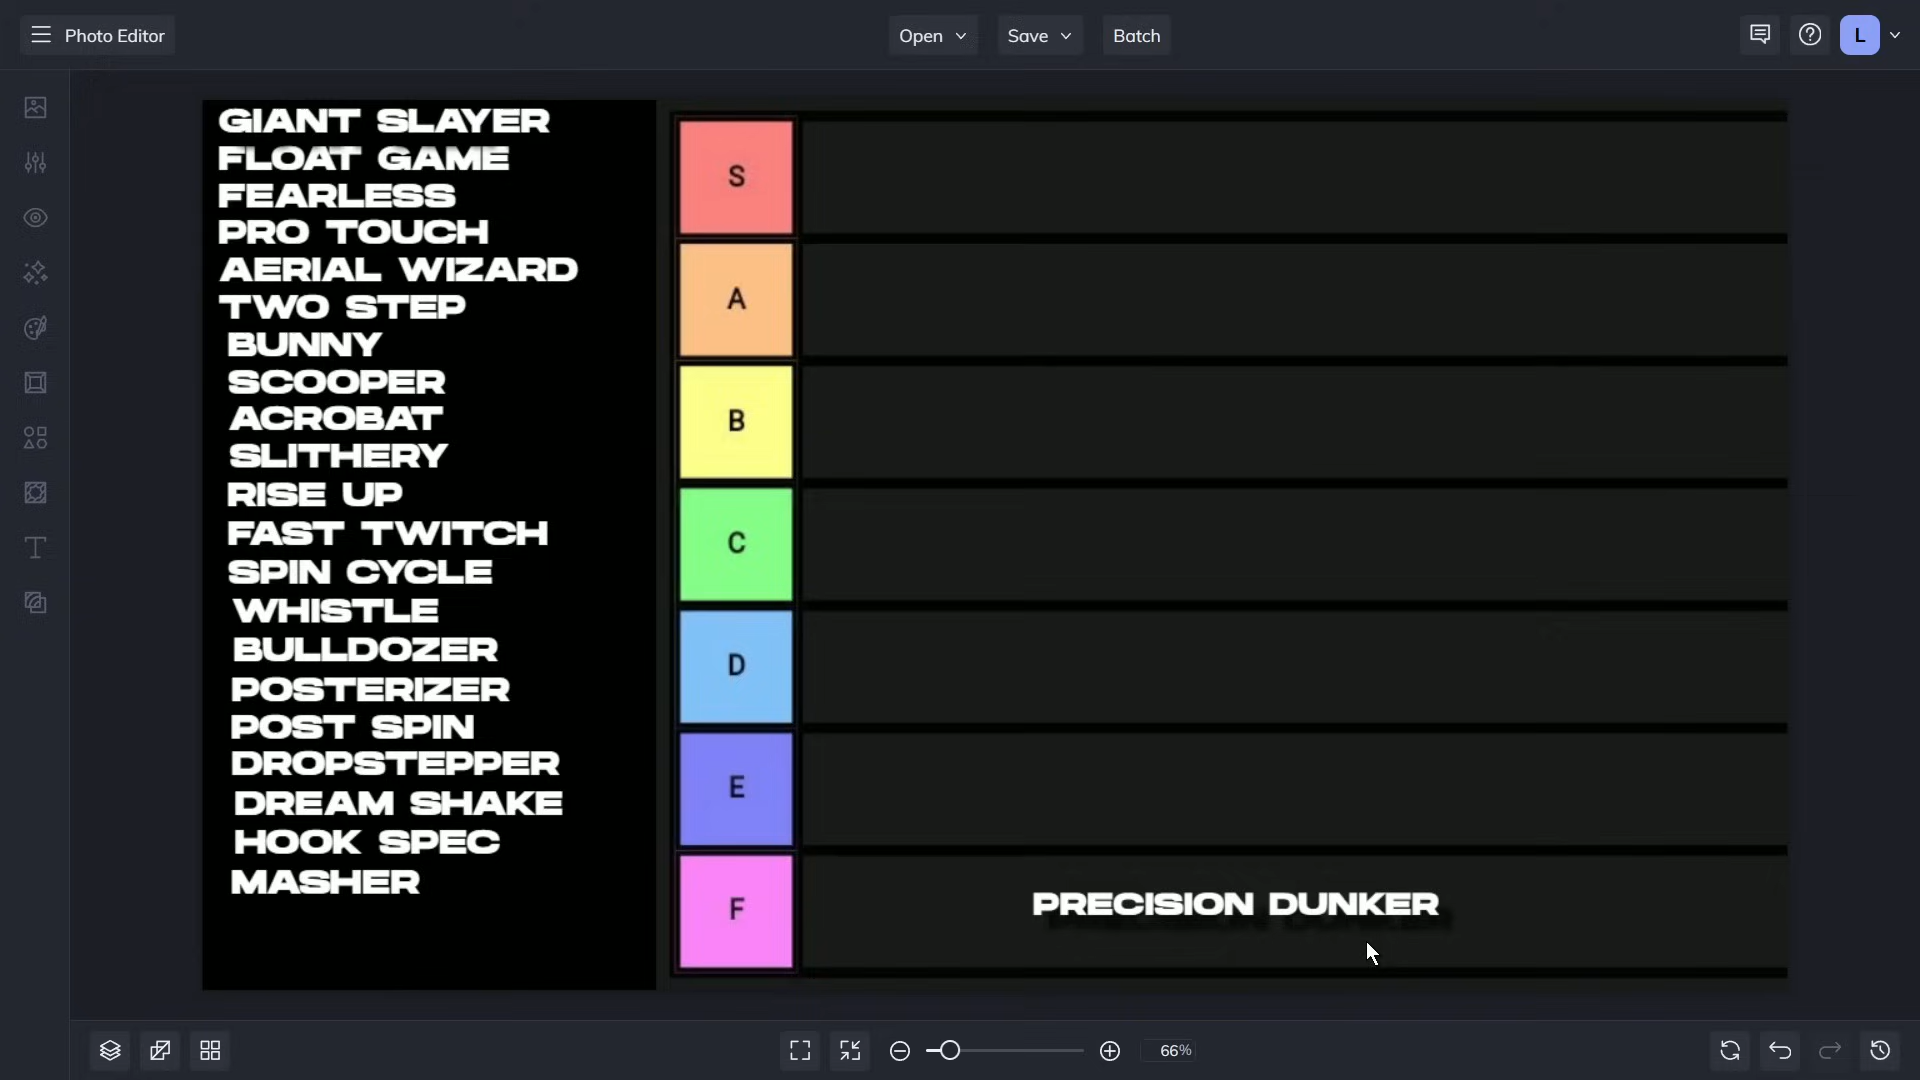 Photo Editor
Open
Save
Batch
L
GIANT SLAYER
FLOAT GAME
FEARLESS
PRO TOUCH
AERIAL WIZARD
TWO STEP
BUNNY
SCOOPER
ACROBAT
SLITHERY
RISE UP
FAST TWITCH
SPIN CYCLE
WHISTLE
BULLDOZER
POSTERIZER
POST SPIN
DROPSTEPPER
DREAM SHAKE
HOOK SPEC
MASHER
S
A
B
C
D
E
F
PRECISION DUNKER
66%